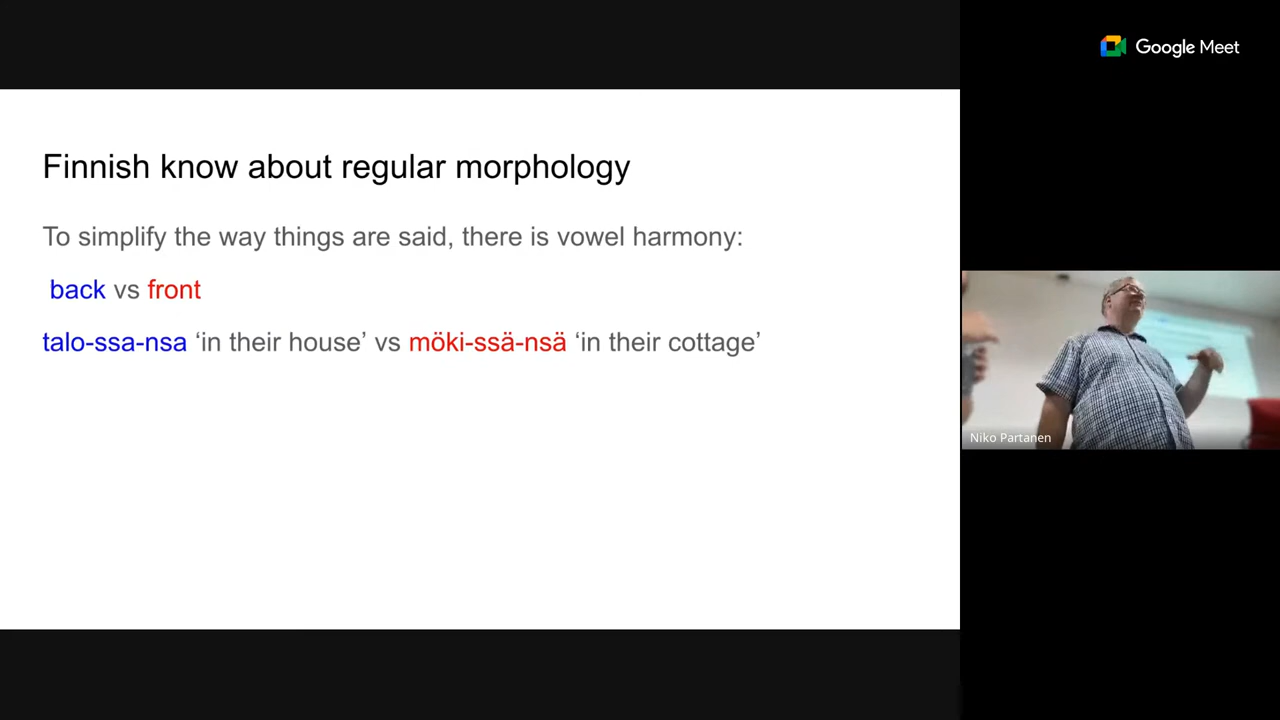 Google Meet
Finnish know about regular morphology
To simplify the way things are said, there is vowel harmony:
back vs front
talo-ssa-nsa ‘in their house’ vs möki-ssä-nsä ‘in their cottage’
Niko Partanen